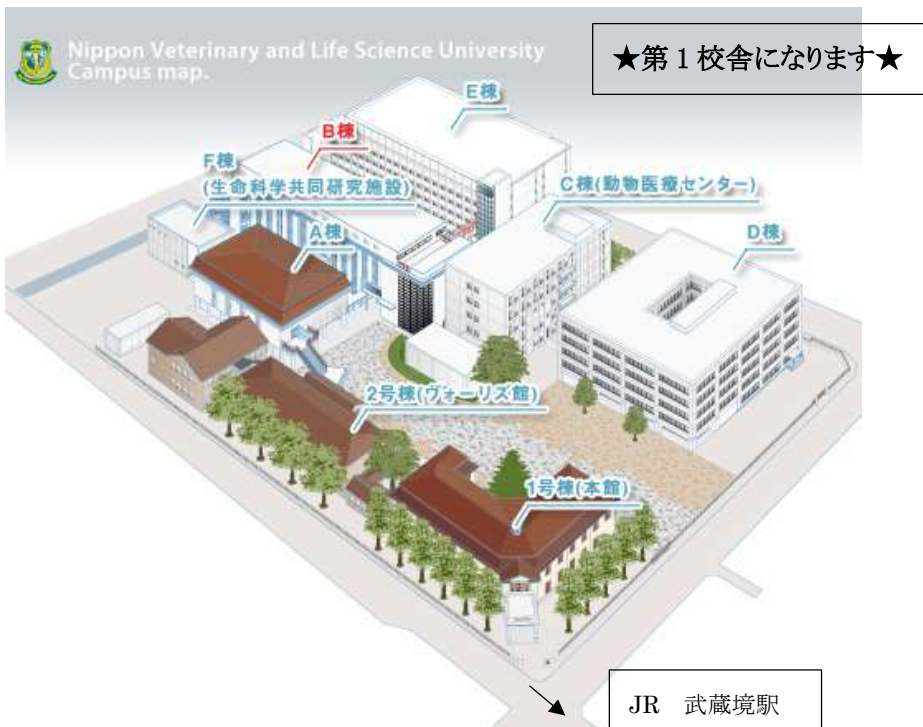 Nippon Veterinary and Life Science University
Campus map.
★第1校舎になります★
E棟
B棟
F棟
(生命科学共同研究施設)
C棟(動物医療センター)
A棟
D棟
2号棟(ヴォーリズ館)
1号棟(本館)
JR 武蔵境駅